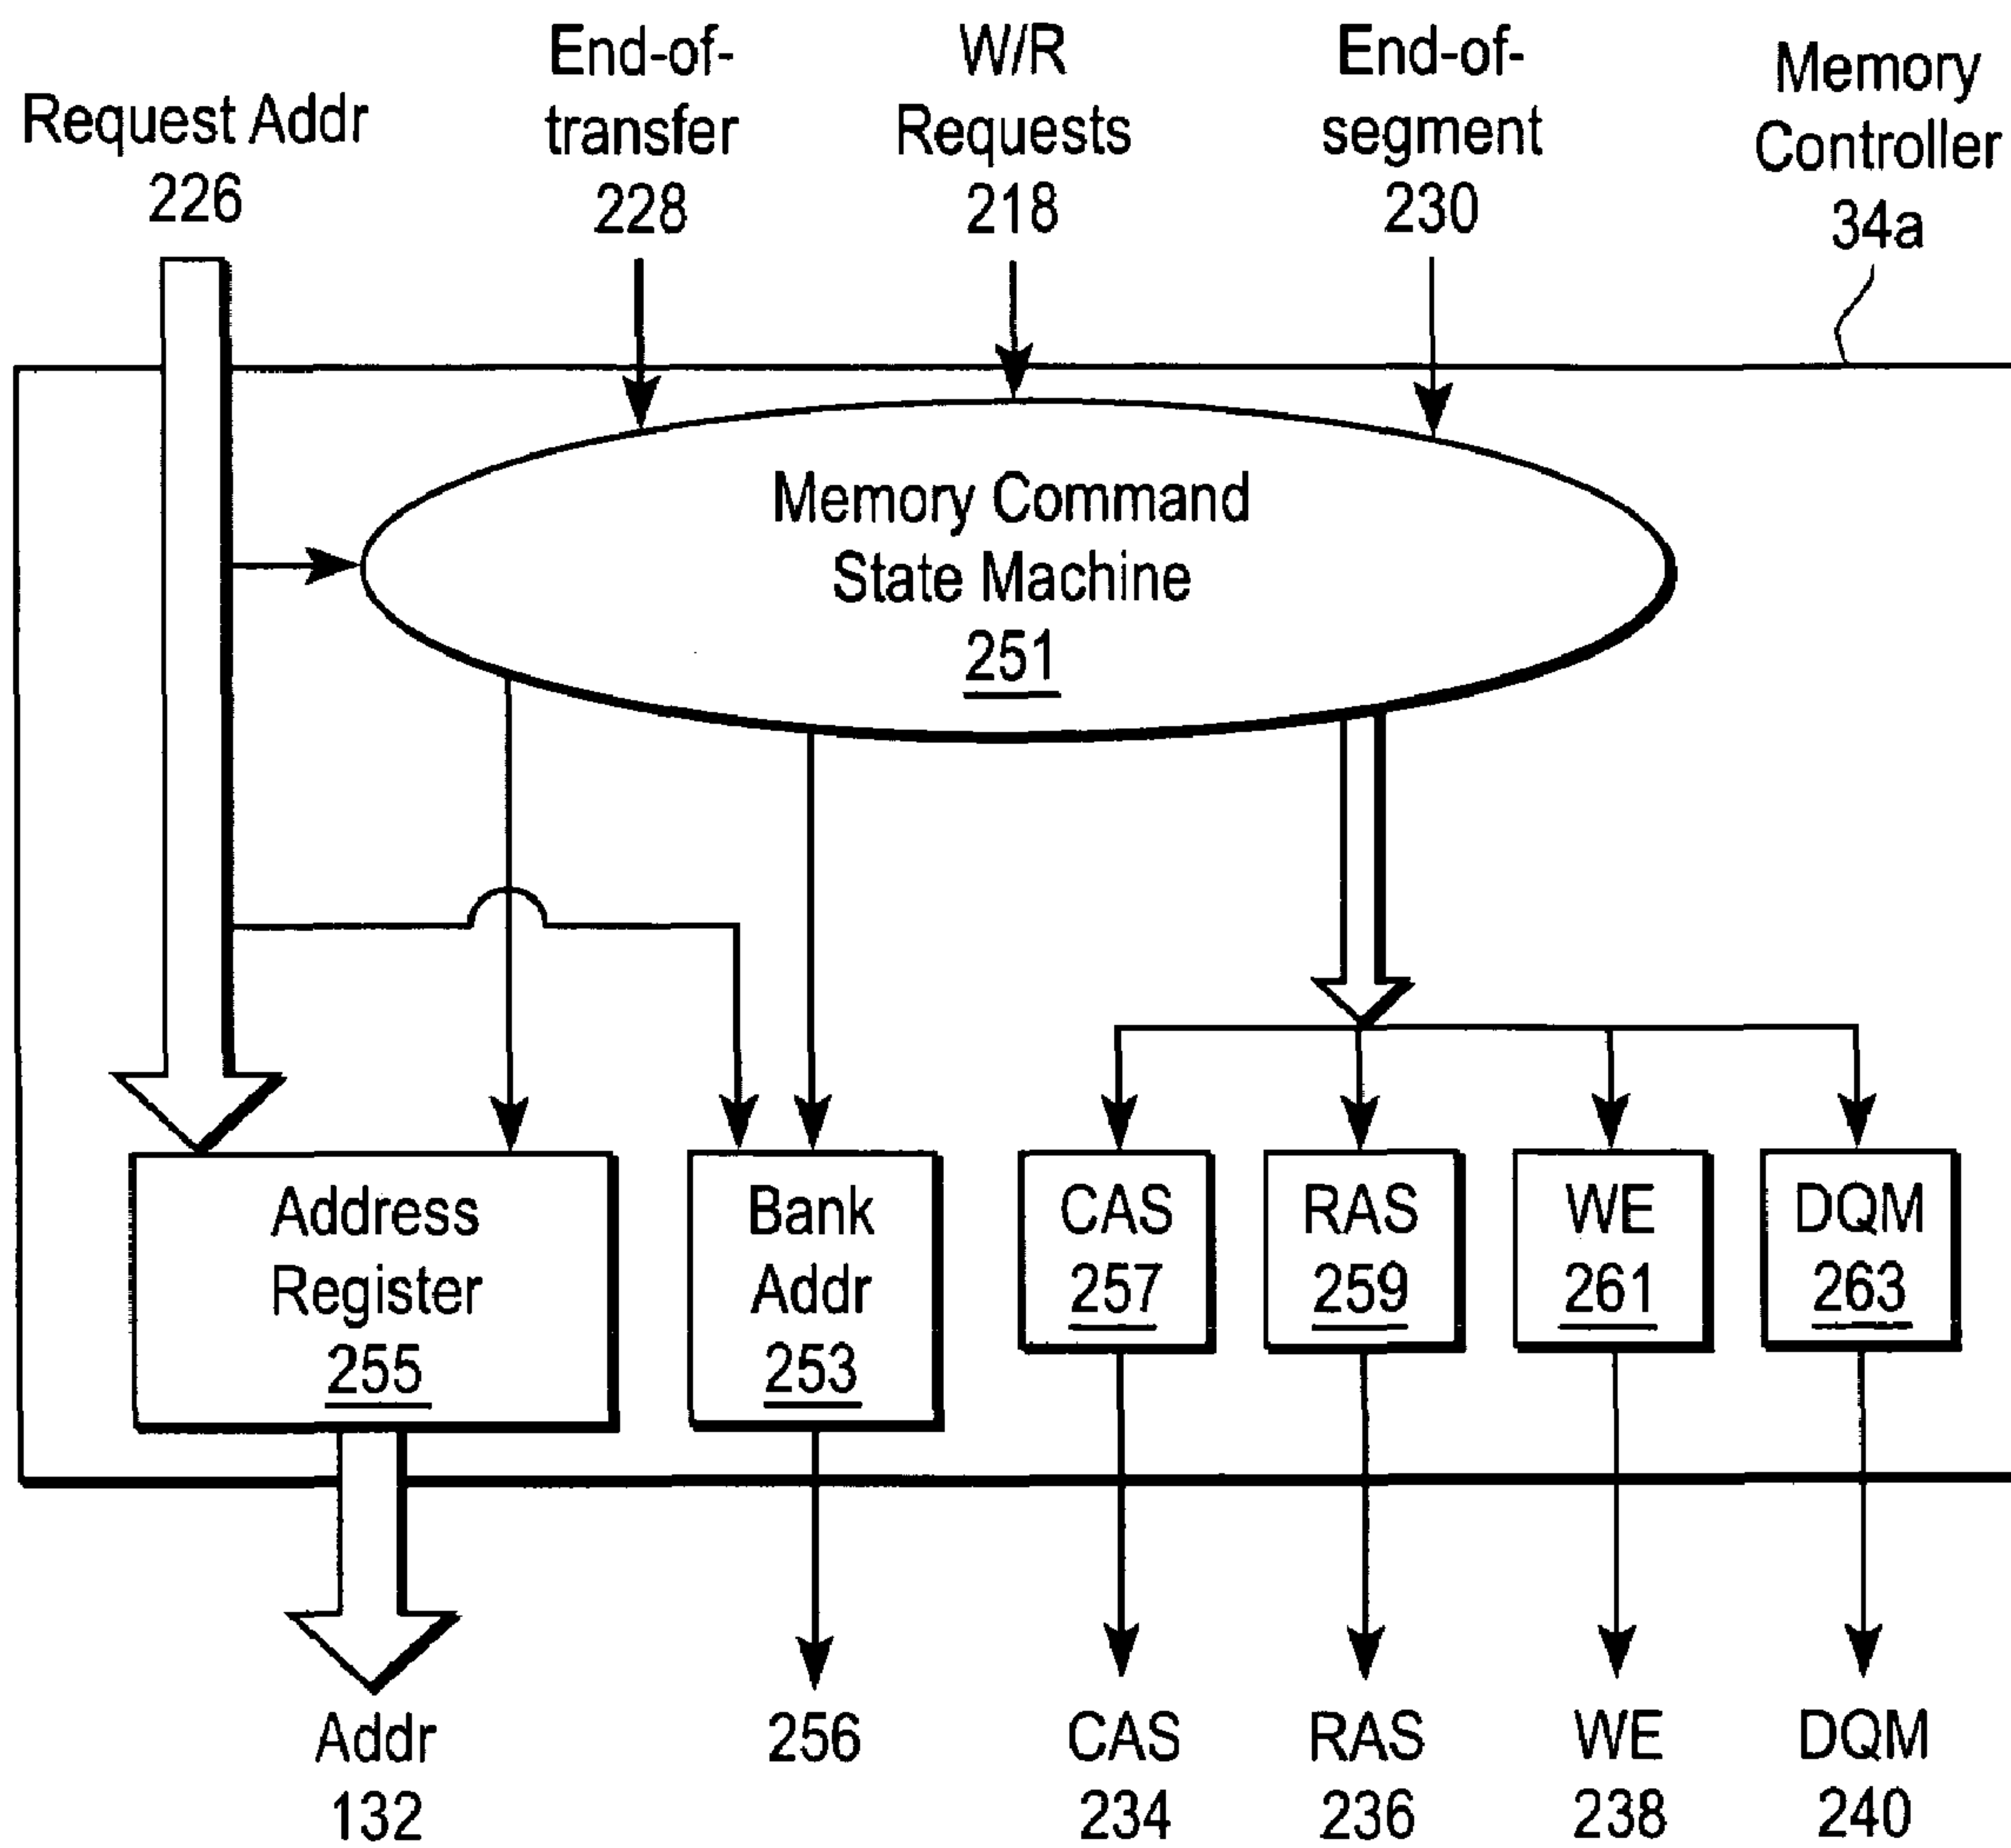 Request Addr
226
End-of-
transfer
228
W/R
Requests
218
End-of-
segment
230
Memory
Controller
34a
Memory Command
State Machine
251
Address
Register
255
Bank
Addr
253
CAS
257
RAS
259
WE
261
DQM
263
Addr
132
256
CAS
234
RAS
236
WE
238
DQM
240